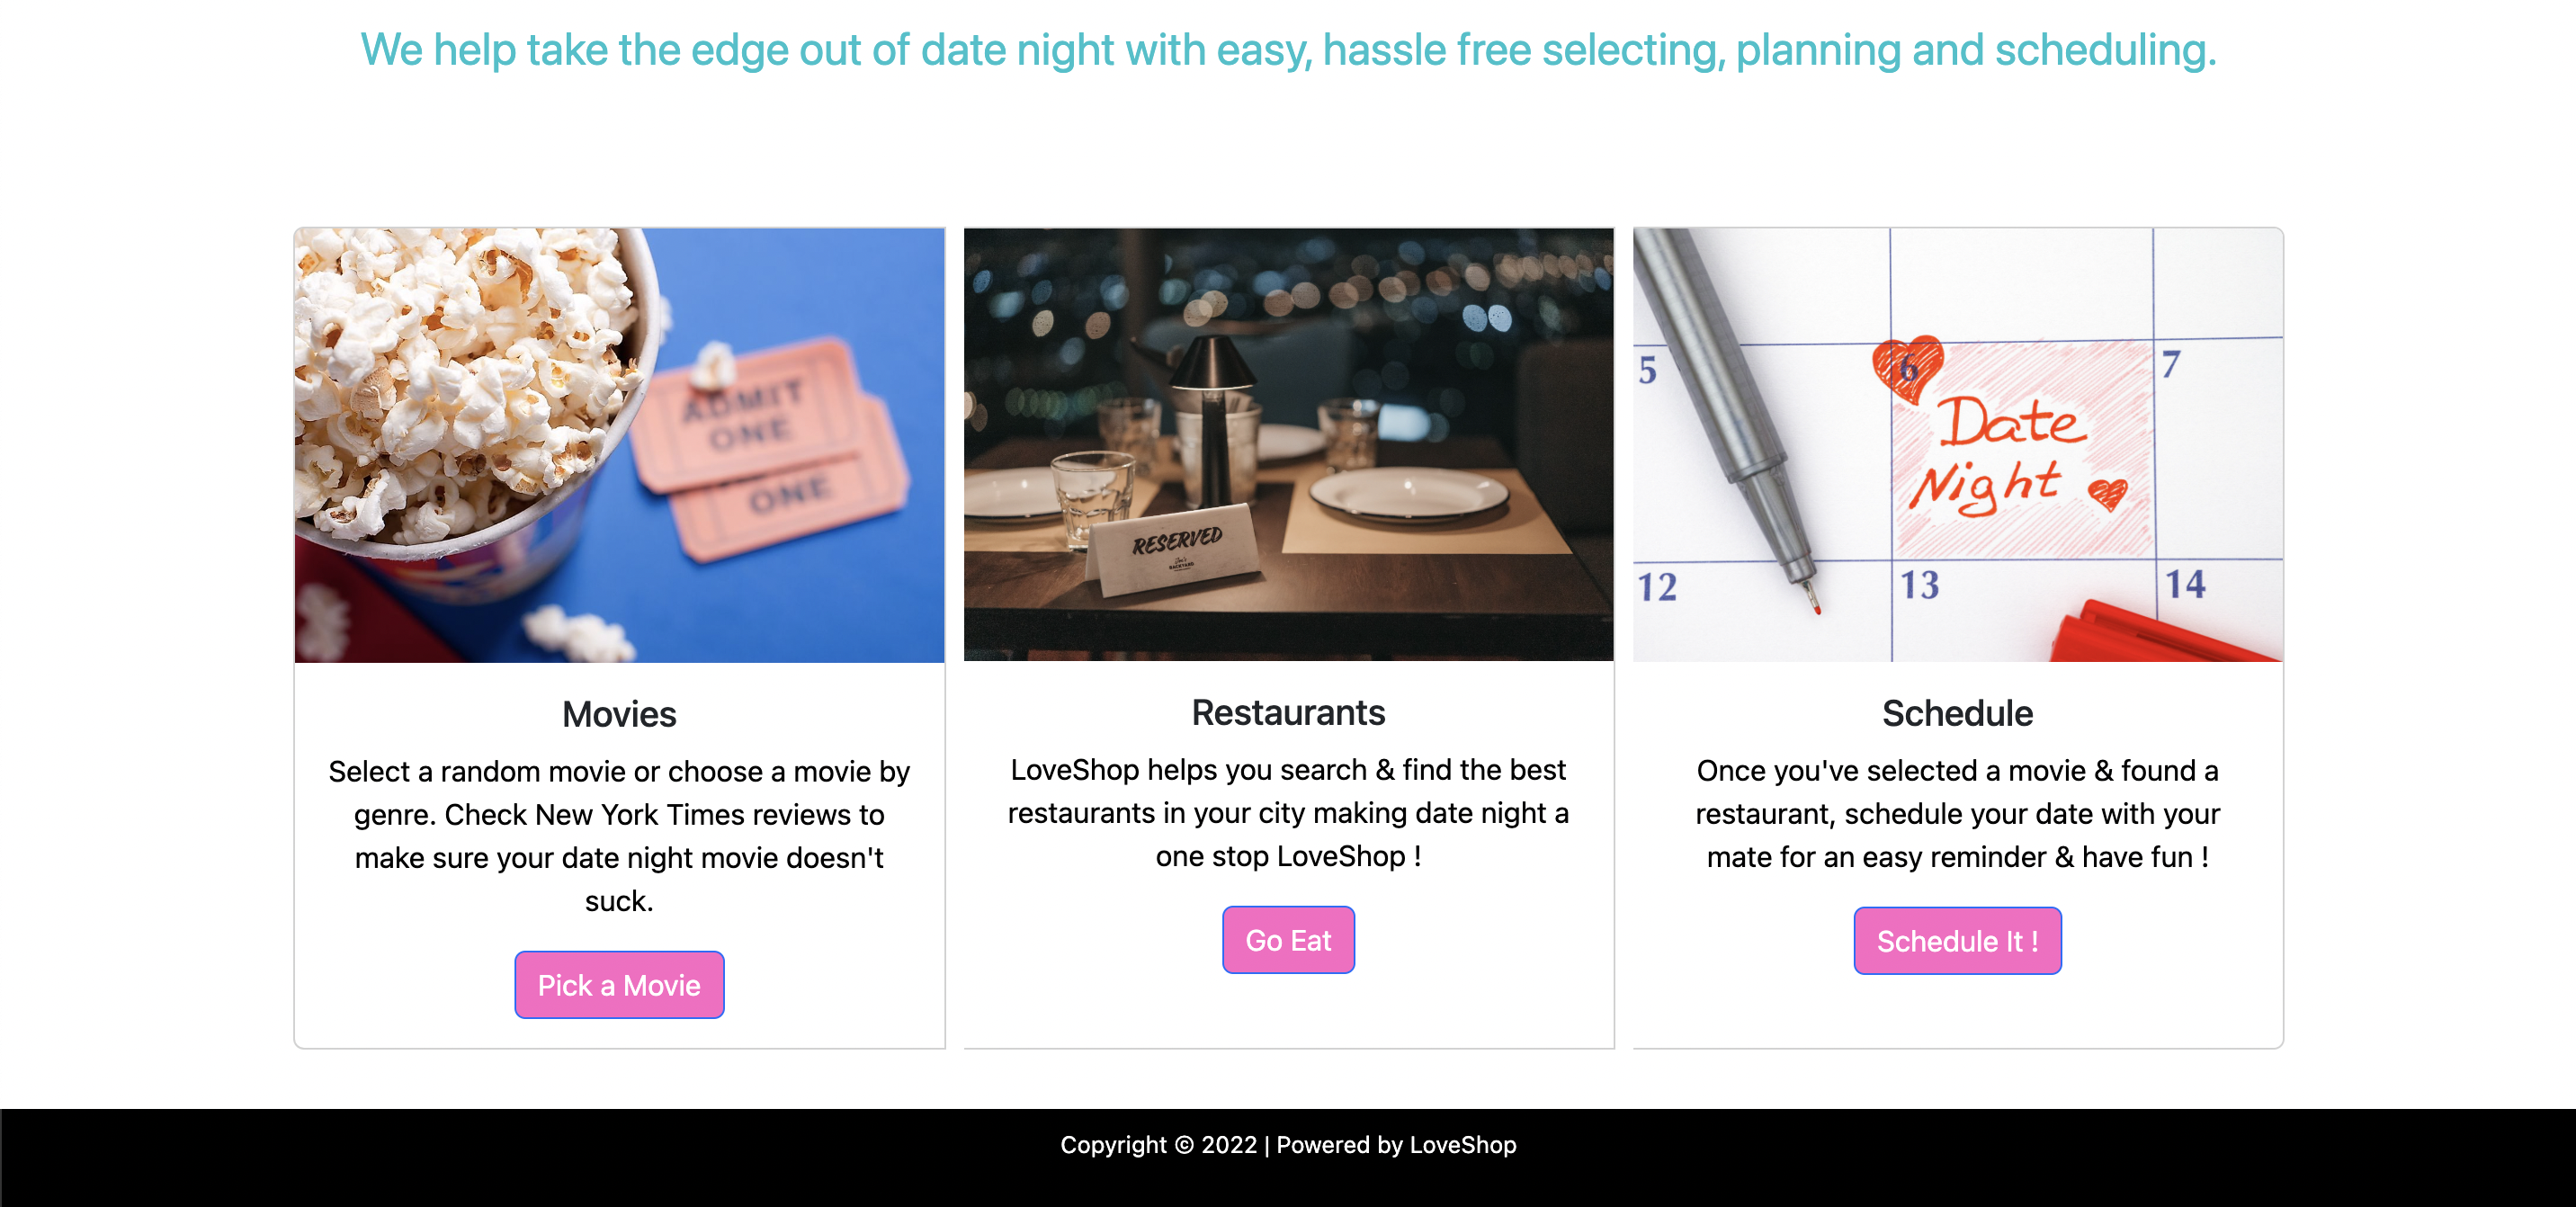 We help take the edge out of date night with easy, hassle free selecting, planning and scheduling.
ADMIT
ONE
ONE
RESERVED
BACKYARD
5
6
7
Date
Night
12
13
14
Movies
Select a random movie or choose a movie by
genre. Check New York Times reviews to
make sure your date night movie doesn't
suck.
Pick a Movie
Restaurants
LoveShop helps you search & find the best
restaurants in your city making date night a
one stop LoveShop !
Go Eat
Schedule
Once you've selected a movie & found a
restaurant, schedule your date with your
mate for an easy reminder & have fun !
Schedule It !
Copyright © 2022 | Powered by LoveShop